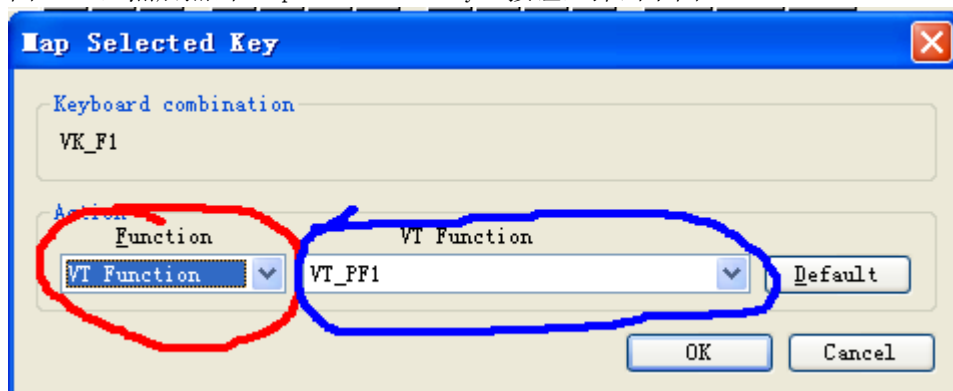 Map Selected Key
Keyboard combination
VK_F1
Action
Function VT Function
VT Function VT_PF1 Default
OK Cancel